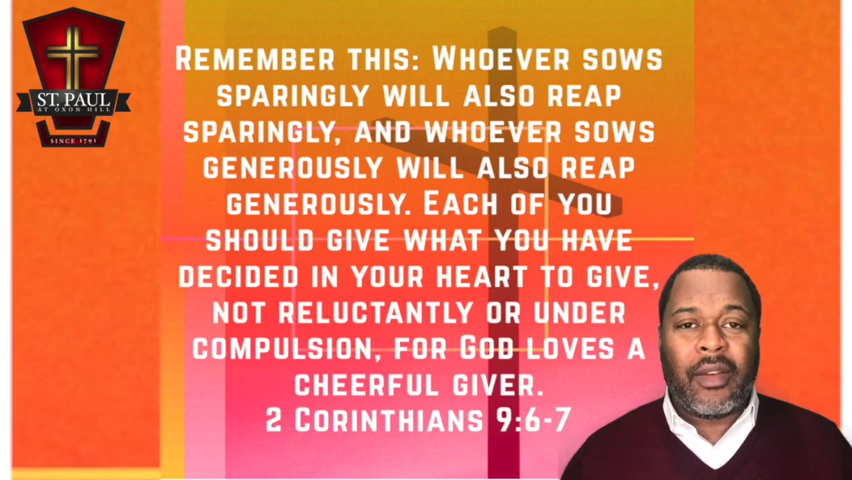 ST. PAUL
AT OXON HILL
SINCE 1791
Remember this: Whoever sows
sparingly will also reap
sparingly, and whoever sows
generously will also reap
generously. Each of you
should give what you have
decided in your heart to give,
not reluctantly or under
compulsion, for God loves a
cheerful giver.
2 Corinthians 9:6-7